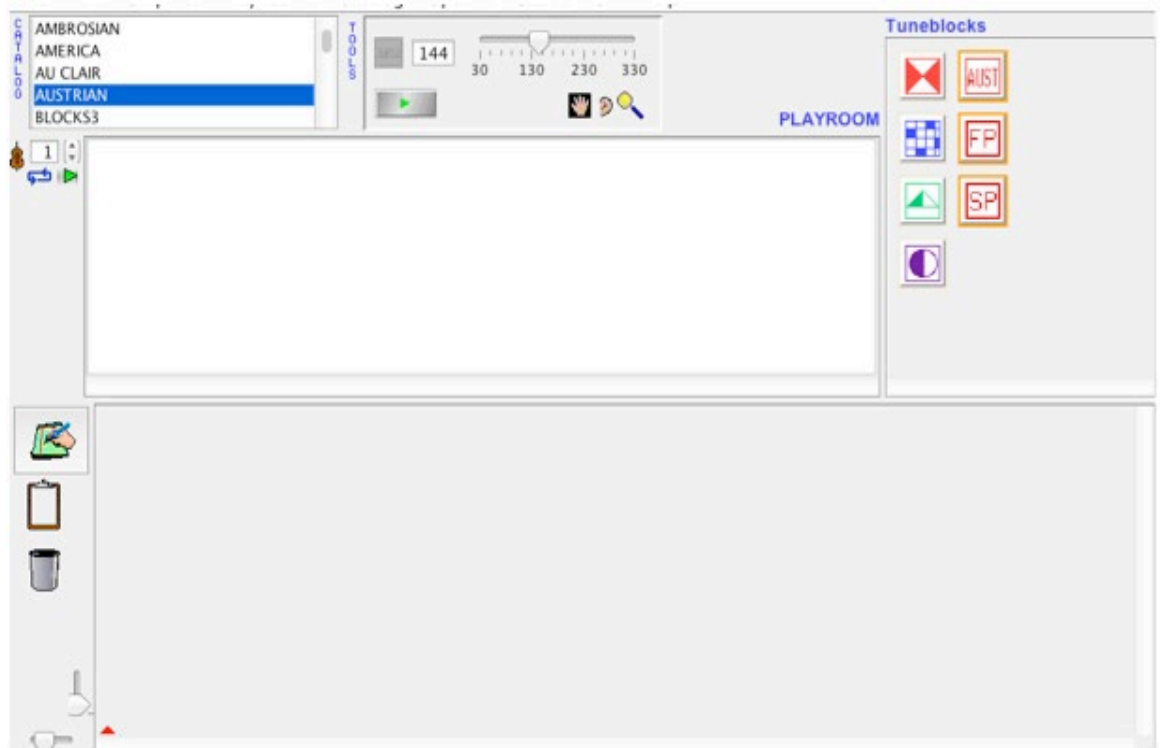 CATALOG
AMBROSIAN
AMERICA
AU CLAIR
AUSTRIAN
BLOCKS3
TOOLS
144
30 130 230 330
PLAYROOM
Tuneblocks
AUST
FP
SP
1